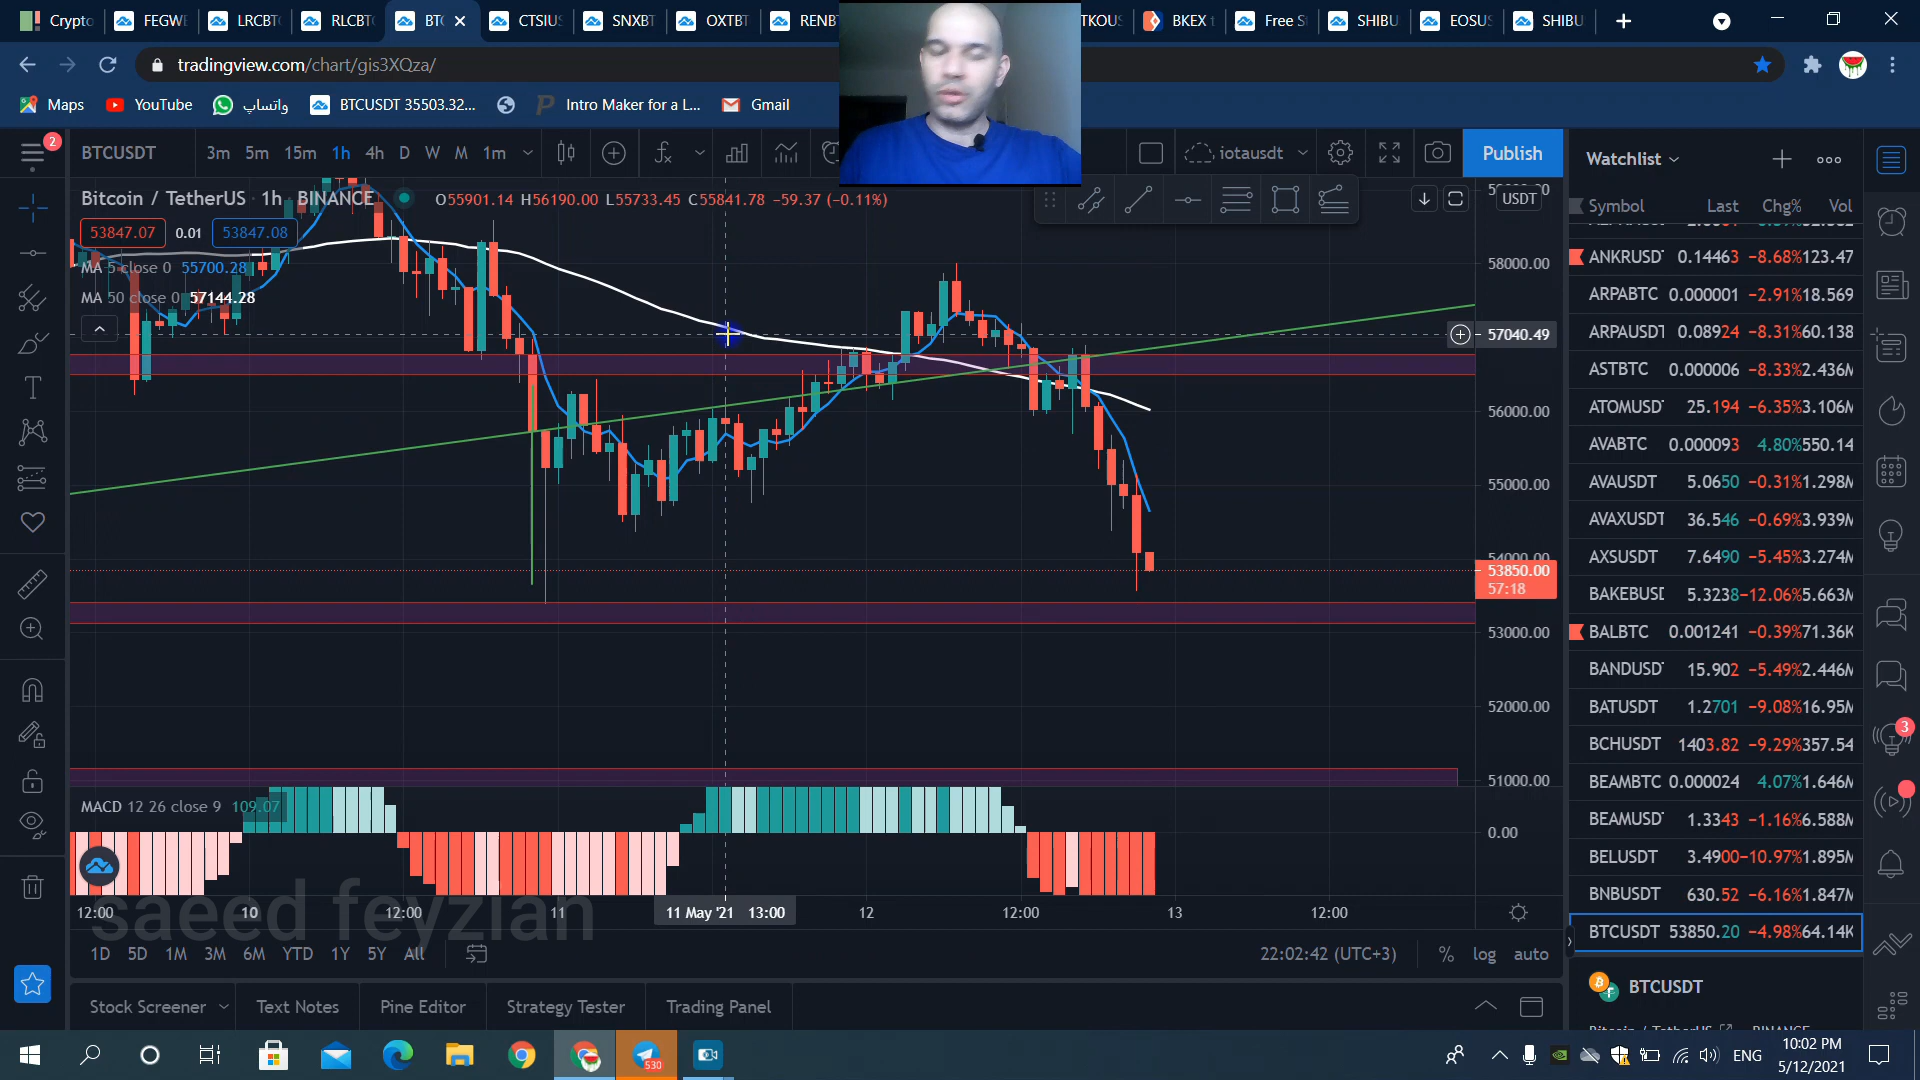 Crypto FEGWE LRCBTC RLCBTC BTC CTSIUS SNXBT OXTBT RENBT TKOUS BKEX t Free S SHIBU EOSUS SHIBU
tradingview.com/chart/gis3XQza/
Maps YouTube واتساپ BTCUSDT 35503.32... Intro Maker for a L... Gmail
2
BTCUSDT 3m 5m 15m 1h 4h D W M 1m iotausdt Publish
Bitcoin / TetherUS · 1h · BINANCE O55901.14 H56190.00 L55733.45 C55841.78 −59.37 (−0.11%)
USDT
53847.07 0.01 53847.08
MA 5 close 0 55700.28
MA 50 close 0 57144.28
58000.00
57040.49
56000.00
55000.00
54000.00
53850.00
57:18
53000.00
52000.00
51000.00
MACD 12 26 close 9 109.07
0.00
saeed feyzian
12:00 10 12:00 11 11 May '21 13:00 12 12:00 13 12:00
1D 5D 1M 3M 6M YTD 1Y 5Y All 22:02:42 (UTC+3) % log auto
Stock Screener Text Notes Pine Editor Strategy Tester Trading Panel
Watchlist
Symbol Last Chg% Vol
ANKRUSDT 0.14463 −8.68% 123.47
ARPABTC 0.000001 −2.91% 18.569
ARPAUSDT 0.08924 −8.31% 60.138
ASTBTC 0.000006 −8.33% 2.436M
ATOMUSDT 25.194 −6.35% 3.106M
AVABTC 0.000093 4.80% 550.14
AVAUSDT 5.0650 −0.31% 1.298M
AVAXUSDT 36.546 −0.69% 3.939M
AXSUSDT 7.6490 −5.45% 3.274M
BAKEBUSD 5.3238 −12.06% 5.663M
BALBTC 0.001241 −0.39% 71.36K
BANDUSDT 15.902 −5.49% 2.446M
BATUSDT 1.2701 −9.08% 16.95M
BCHUSDT 1403.82 −9.29% 357.54
BEAMBTC 0.000024 4.07% 1.646M
BEAMUSDT 1.3343 −1.16% 6.588M
BELUSDT 3.4900 −10.97% 1.895M
BNBUSDT 630.52 −6.16% 1.847M
BTCUSDT 53850.20 −4.98% 64.14K
BTCUSDT
3
530
ENG 10:02 PM
5/12/2021